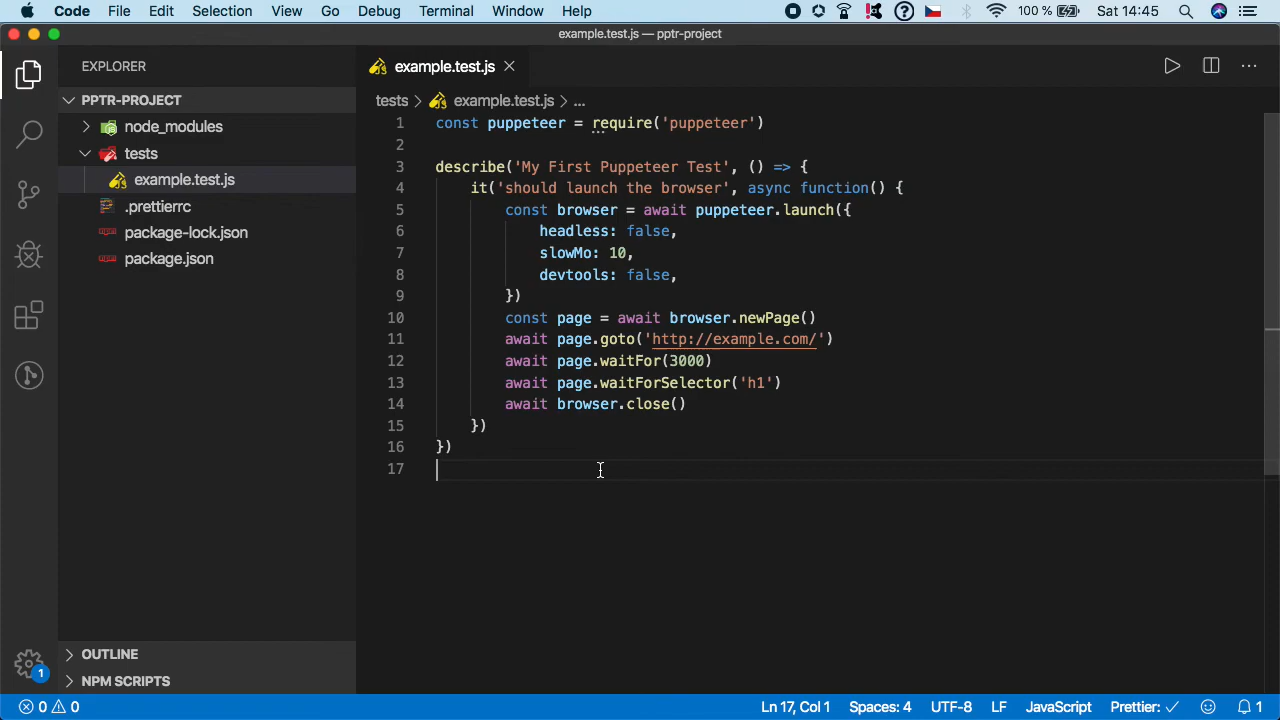 Code File Edit Selection View Go Debug Terminal Window Help 100 % Sat 14:45
example.test.js — pptr-project
EXPLORER
PPTR-PROJECT
node_modules
tests
example.test.js
.prettierrc
package-lock.json
package.json
OUTLINE
NPM SCRIPTS
1
example.test.js
tests example.test.js ...
1 const puppeteer = require('puppeteer')
2
3 describe('My First Puppeteer Test', () => {
4 it('should launch the browser', async function() {
5 const browser = await puppeteer.launch({
6 headless: false,
7 slowMo: 10,
8 devtools: false,
9 })
10 const page = await browser.newPage()
11 await page.goto('http://example.com/')
12 await page.waitFor(3000)
13 await page.waitForSelector('h1')
14 await browser.close()
15 })
16 })
17
0 0 Ln 17, Col 1 Spaces: 4 UTF-8 LF JavaScript Prettier: ✓ 1